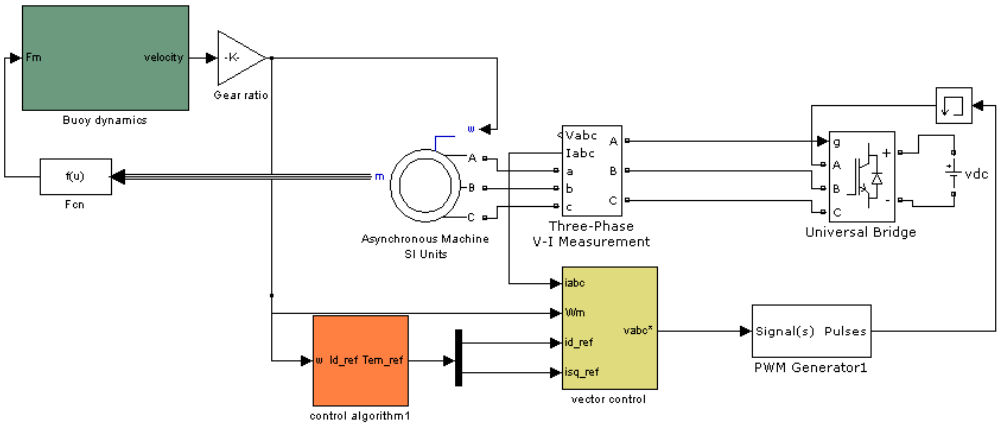 Fm
velocity
Buoy dynamics
-K-
Gear ratio
f(u)
Fcn
m
w
A
B
C
Asynchronous Machine
SI Units
Vabc
Iabc
a
b
c
A
B
C
Three-Phase
V-I Measurement
g
A
B
C
+
-
Universal Bridge
+
vdc
w Id_ref Tem_ref
control algorithm1
iabc
Wm
id_ref
isq_ref
vabc*
vector control
Signal(s) Pulses
PWM Generator1